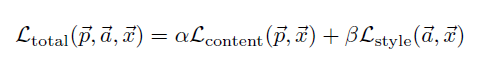 ℒ_total(p⃗, a⃗, x⃗) = αℒ_content(p⃗, x⃗) + βℒ_style(a⃗, x⃗)